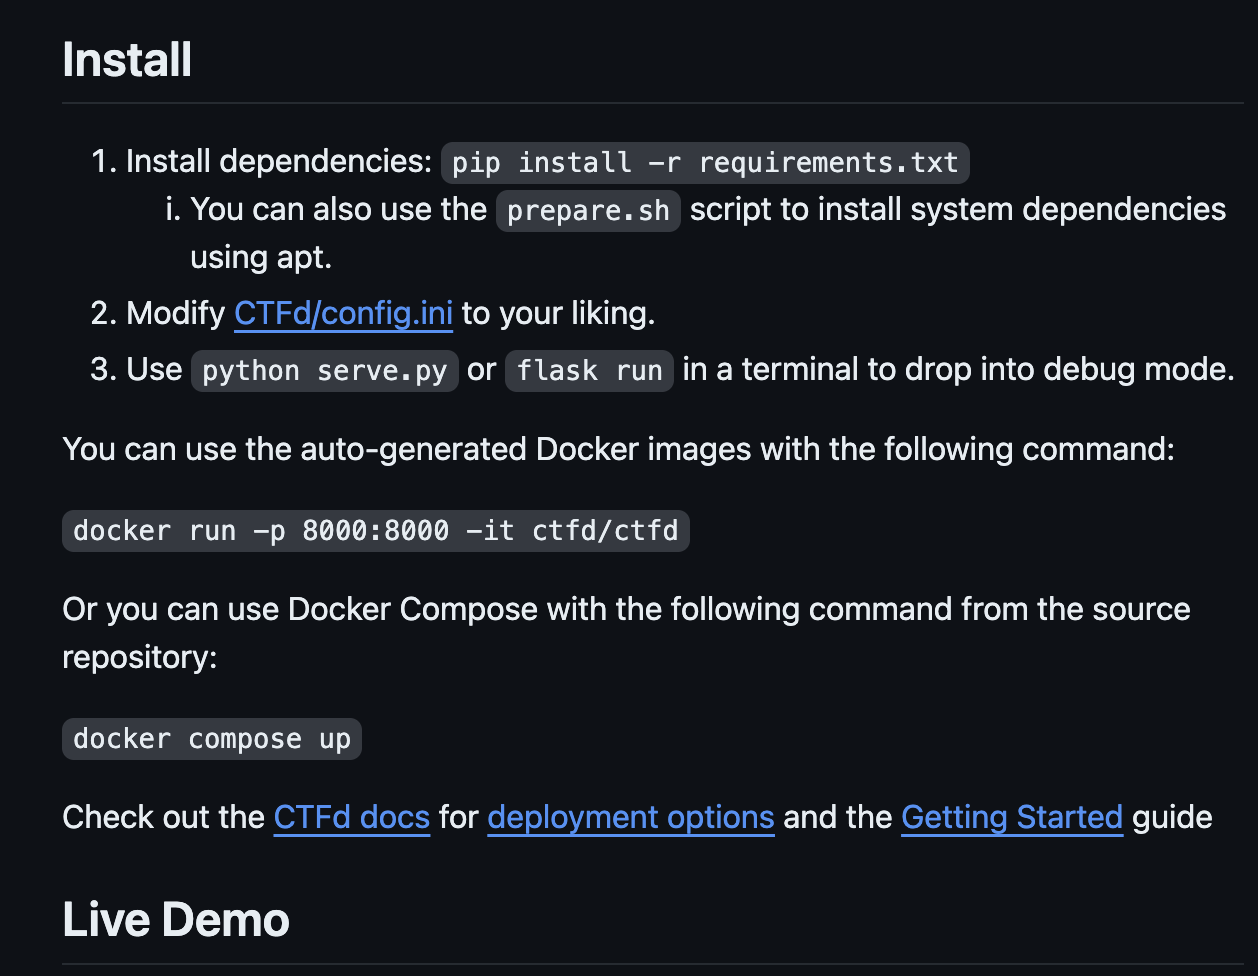 Install
1. Install dependencies: pip install -r requirements.txt
i. You can also use the prepare.sh script to install system dependencies
using apt.
2. Modify CTFd/config.ini to your liking.
3. Use python serve.py or flask run in a terminal to drop into debug mode.
You can use the auto-generated Docker images with the following command:
docker run -p 8000:8000 -it ctfd/ctfd
Or you can use Docker Compose with the following command from the source
repository:
docker compose up
Check out the CTFd docs for deployment options and the Getting Started guide
Live Demo